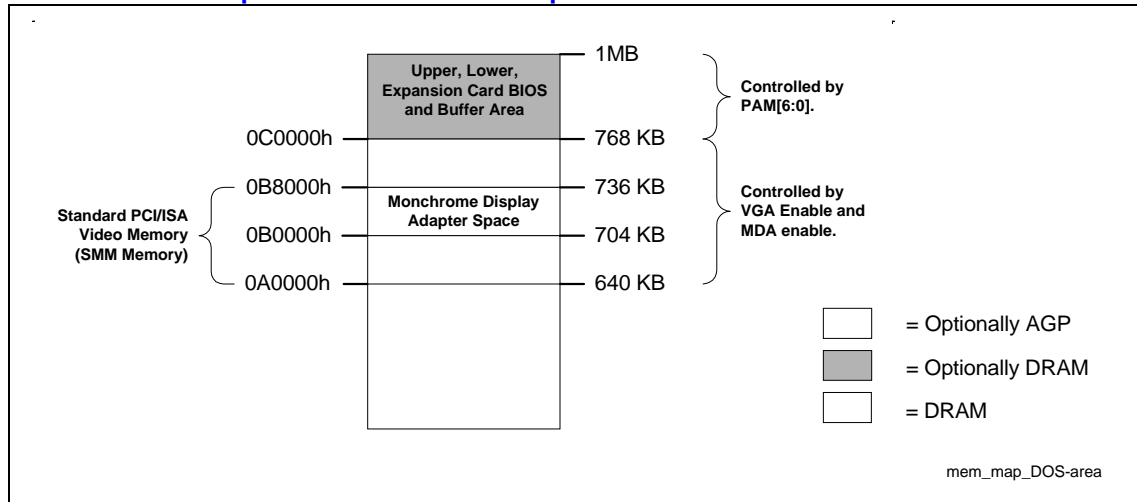 1MB
Upper, Lower,
Expansion Card BIOS
and Buffer Area
Controlled by
PAM[6:0].
0C0000h
768 KB
0B8000h
736 KB
Monochrome Display
Adapter Space
Controlled by
VGA Enable and
MDA enable.
Standard PCI/ISA
Video Memory
(SMM Memory)
0B0000h
704 KB
0A0000h
640 KB
= Optionally AGP
= Optionally DRAM
= DRAM
mem_map_DOS-area